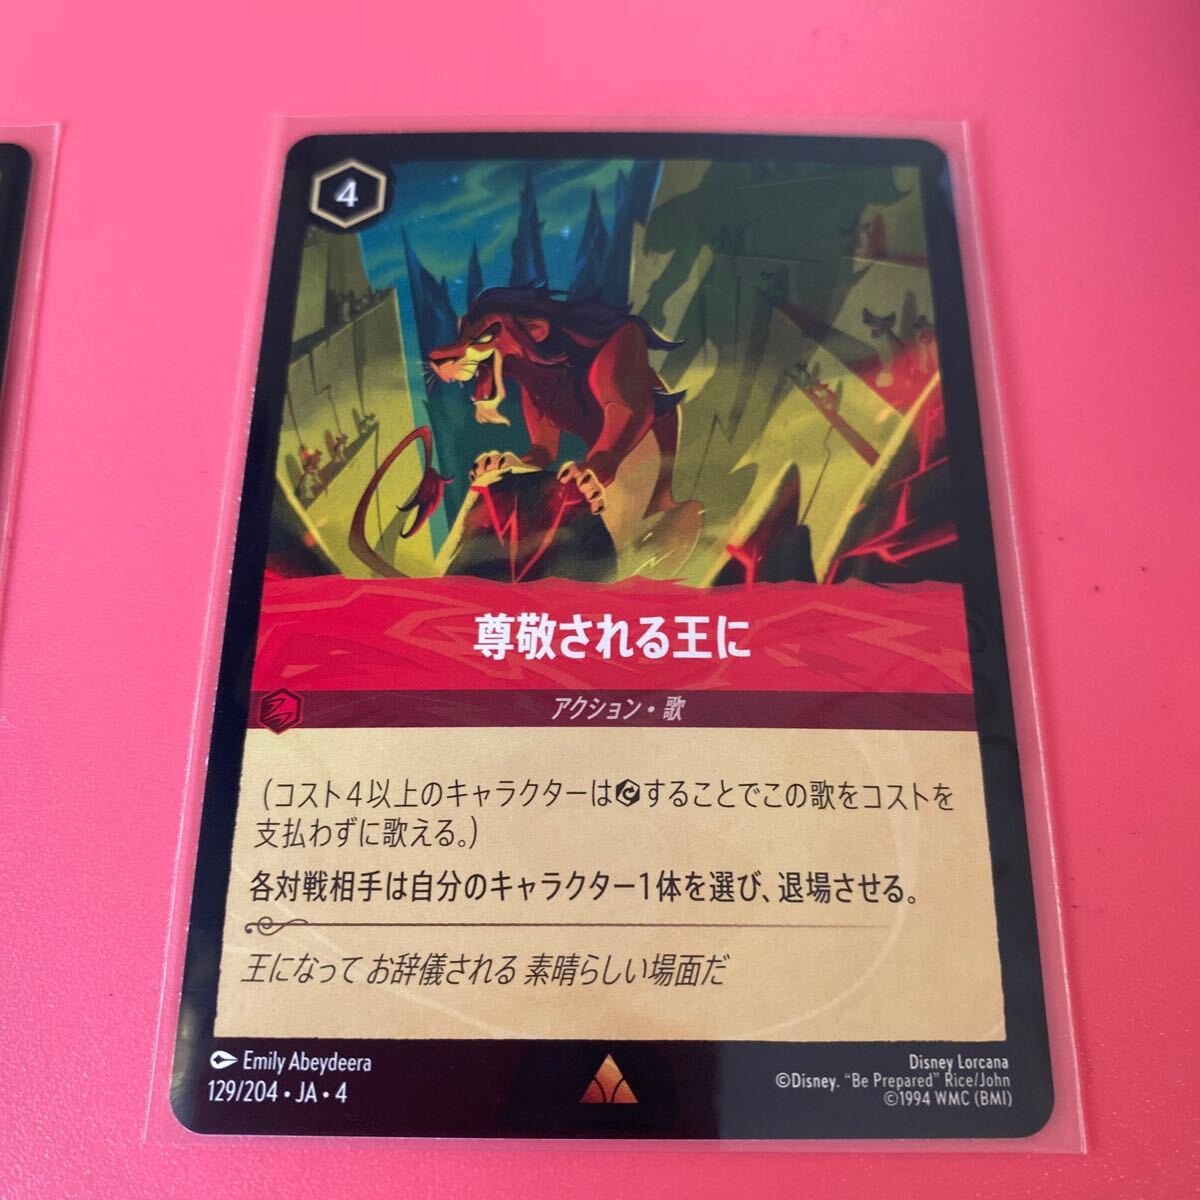 4
尊敬される王に
アクション・歌
(コスト4以上のキャラクターはすることでこの歌をコストを
支払わずに歌える。)
各対戦相手は自分のキャラクター1体を選び、退場させる。
王になって お辞儀される 素晴らしい場面だ
Emily Abeydeera
129/204・JA・4
Disney Lorcana
©Disney. "Be Prepared" Rice/John
©1994 WMC (BMI)